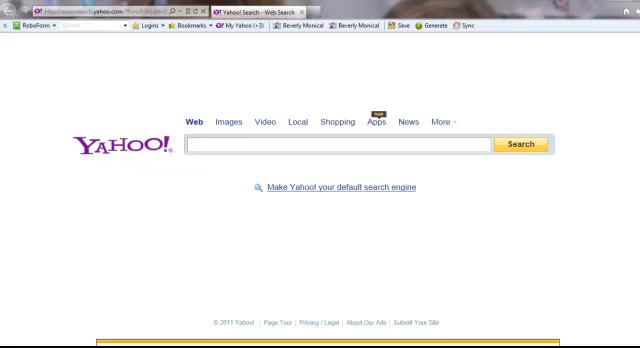 Yahoo! Search - Web Search
RoboForm Search Logins Bookmarks My Yahoo (+3) Beverly Monical Beverly Monical Save Generate Sync
Web Images Video Local Shopping Apps News More
YAHOO!® Search
Make Yahoo! your default search engine
© 2011 Yahoo! | Page Tour | Privacy / Legal | About Our Ads | Submit Your Site